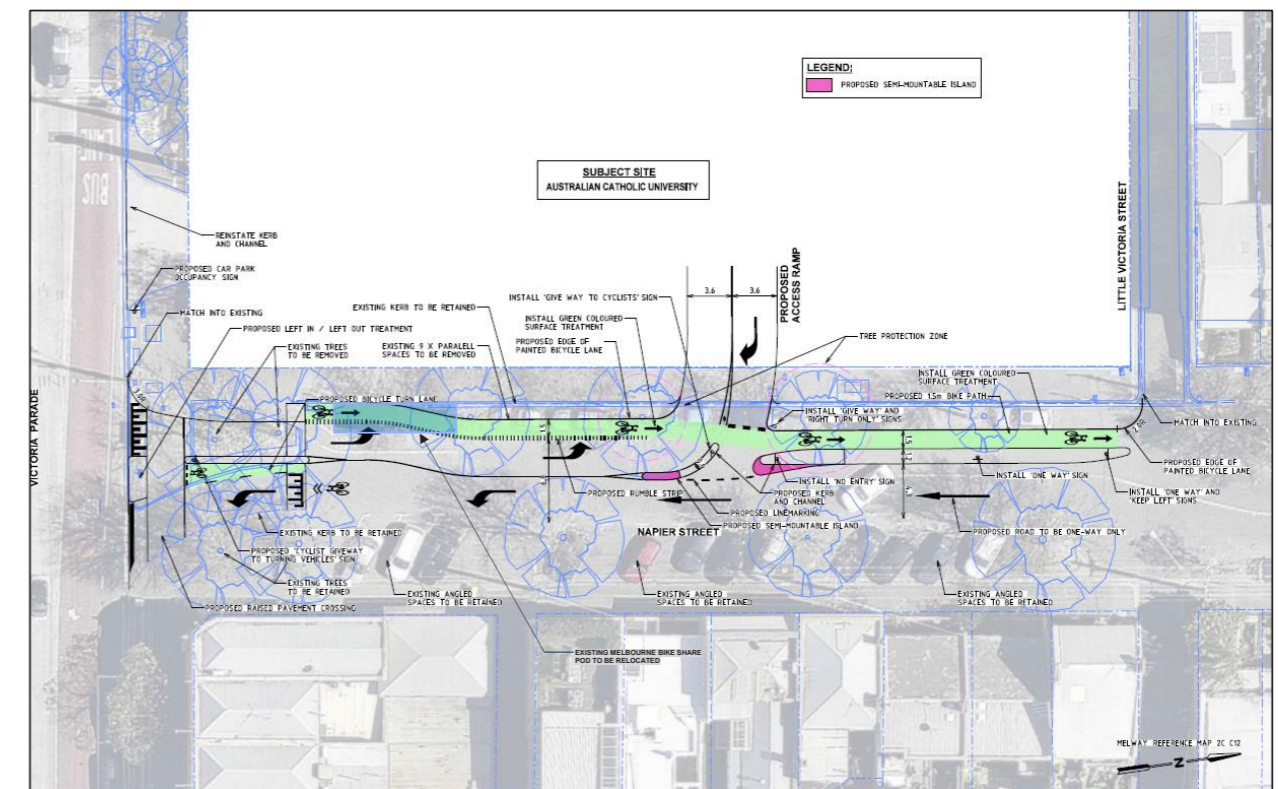 LEGEND;
PROPOSED SEMI-MOUNTABLE ISLAND
LANE
BUS
SUBJECT SITE
AUSTRALIAN CATHOLIC UNIVERSITY
LITTLE VICTORIA STREET
REINSTATE KERB
AND CHANNEL
PROPOSED CAR PARK
OCCUPANCY SIGN
MATCH INTO EXISTING
PROPOSED LEFT IN / LEFT OUT TREATMENT
EXISTING TREES
TO BE REMOVED
EXISTING KERB TO BE RETAINED
EXISTING 9 X PARALELL
SPACES TO BE REMOVED
INSTALL 'GIVE WAY TO CYCLISTS' SIGN
INSTALL GREEN COLOURED
SURFACE TREATMENT
PROPOSED EDGE OF
PAINTED BICYCLE LANE
3.6
3.6
PROPOSED
ACCESS RAMP
TREE PROTECTION ZONE
INSTALL GREEN COLOURED
SURFACE TREATMENT
PROPOSED 1.5m BIKE PATH
VICTORIA PARADE
PROPOSED BICYCLE TURN LANE
INSTALL 'GIVE WAY' AND
'RIGHT TURN ONLY' SIGNS
MATCH INTO EXISTING
PROPOSED EDGE OF
PAINTED BICYCLE LANE
1.5
1.2
INSTALL 'NO ENTRY' SIGN
INSTALL 'ONE WAY' SIGN
INSTALL 'ONE WAY' AND
'KEEP LEFT' SIGNS
PROPOSED RUMBLE STRIP
PROPOSED KERB
AND CHANNEL
PROPOSED LINEMARKING
PROPOSED SEMI-MOUNTABLE ISLAND
NAPIER STREET
PROPOSED ROAD TO BE ONE-WAY ONLY
EXISTING KERB TO BE RETAINED
PROPOSED 'CYCLIST GIVEWAY
TO TURNING VEHICLES' SIGN
EXISTING TREES
TO BE RETAINED
PROPOSED RAISED PAVEMENT CROSSING
EXISTING ANGLED
SPACES TO BE RETAINED
EXISTING ANGLED
SPACES TO BE RETAINED
EXISTING ANGLED
SPACES TO BE RETAINED
EXISTING MELBOURNE BIKE SHARE
POD TO BE RELOCATED
MELWAY REFERENCE MAP 2C C12
N